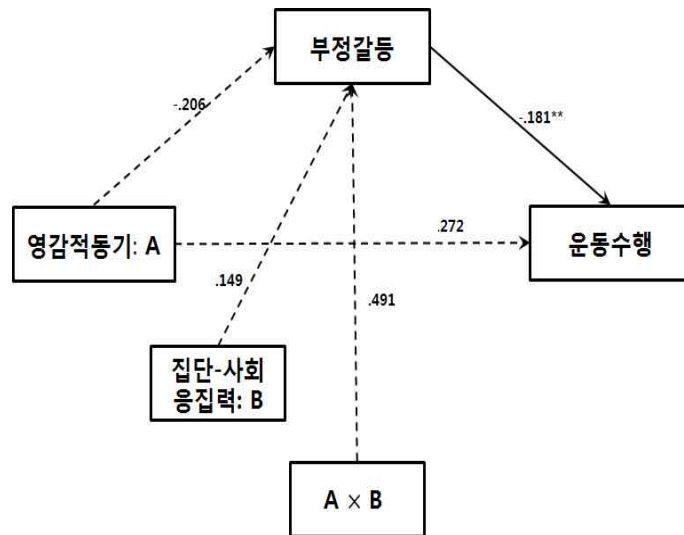 부정갈등
-.206
-.181**
영감적동기: A
.272
운동수행
.149
.491
집단-사회
응집력: B
A × B